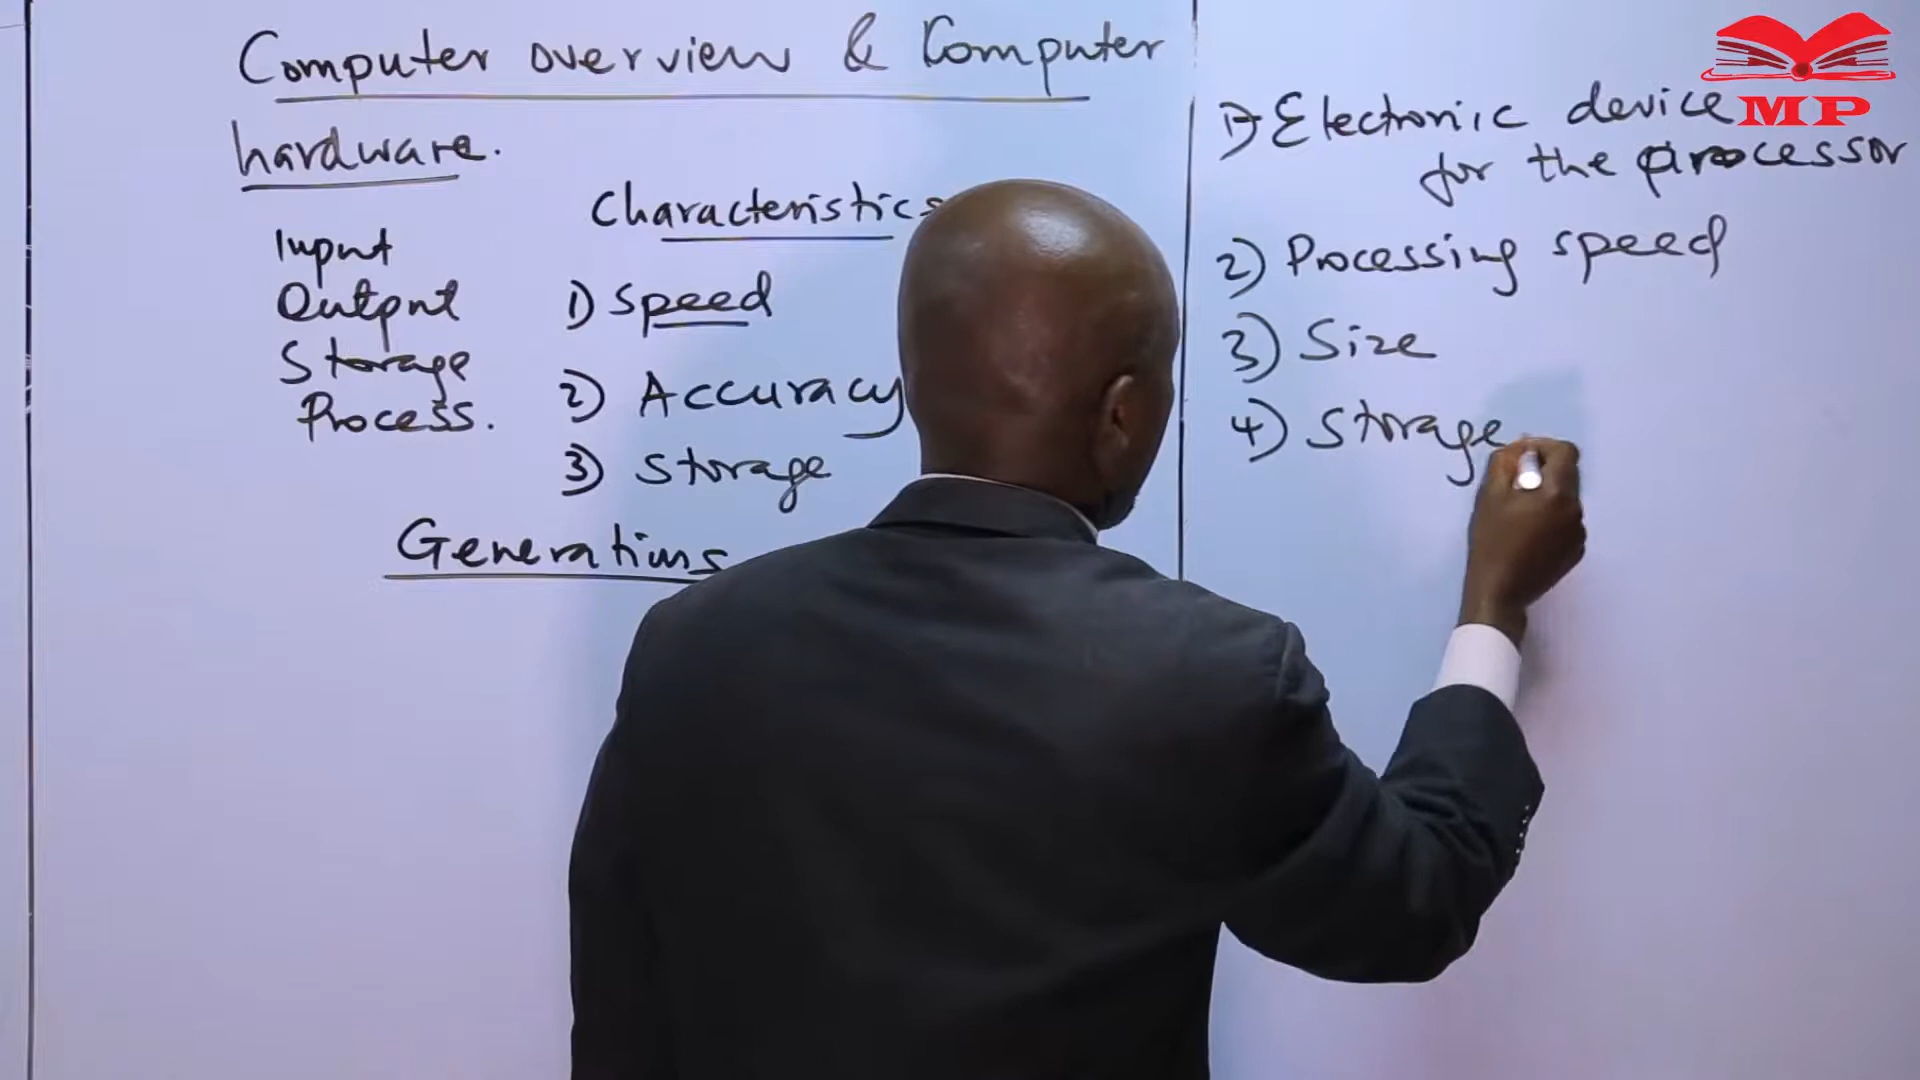 Computer overview & Computer
hardware.
Input
Output
Storage
Process.
Characteristics
1) Speed
2) Accuracy
3) Storage
Generations
1) Electronic device
for the processor
2) Processing speed
3) Size
4) Storage
MP